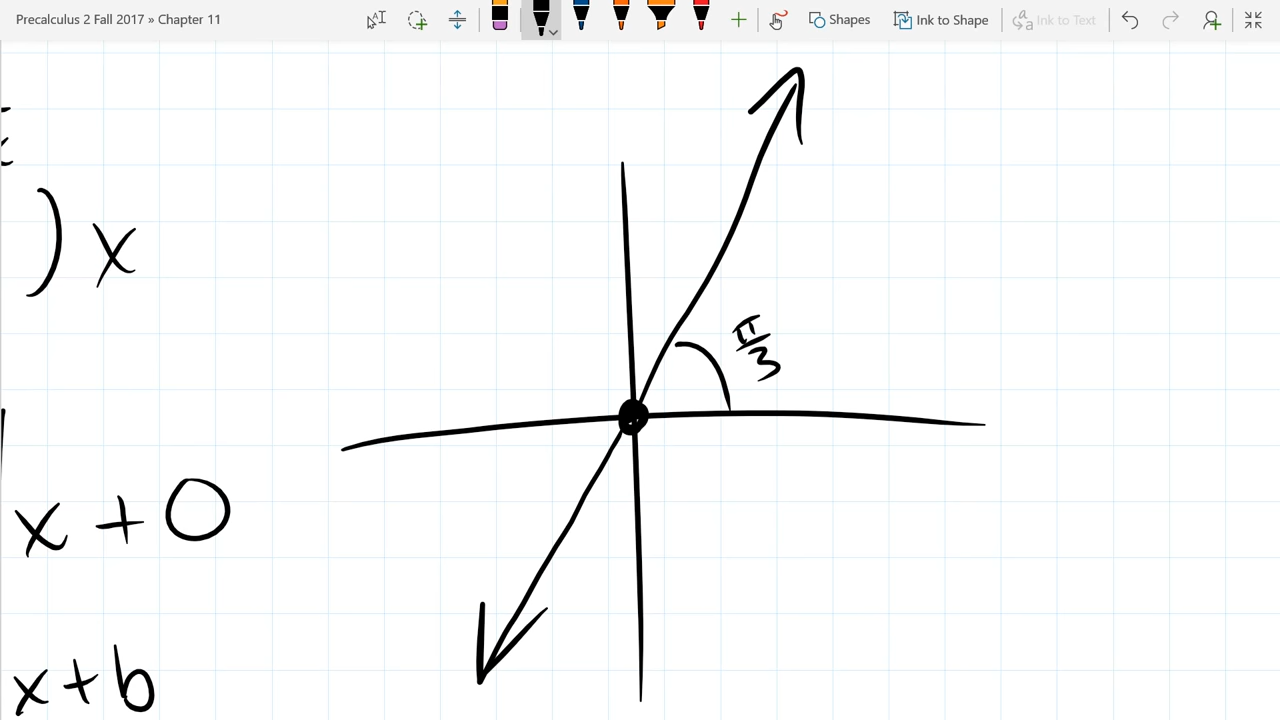 Precalculus 2 Fall 2017 » Chapter 11
Shapes
Ink to Shape
Ink to Text
) x
π/3
x + 0
x + b